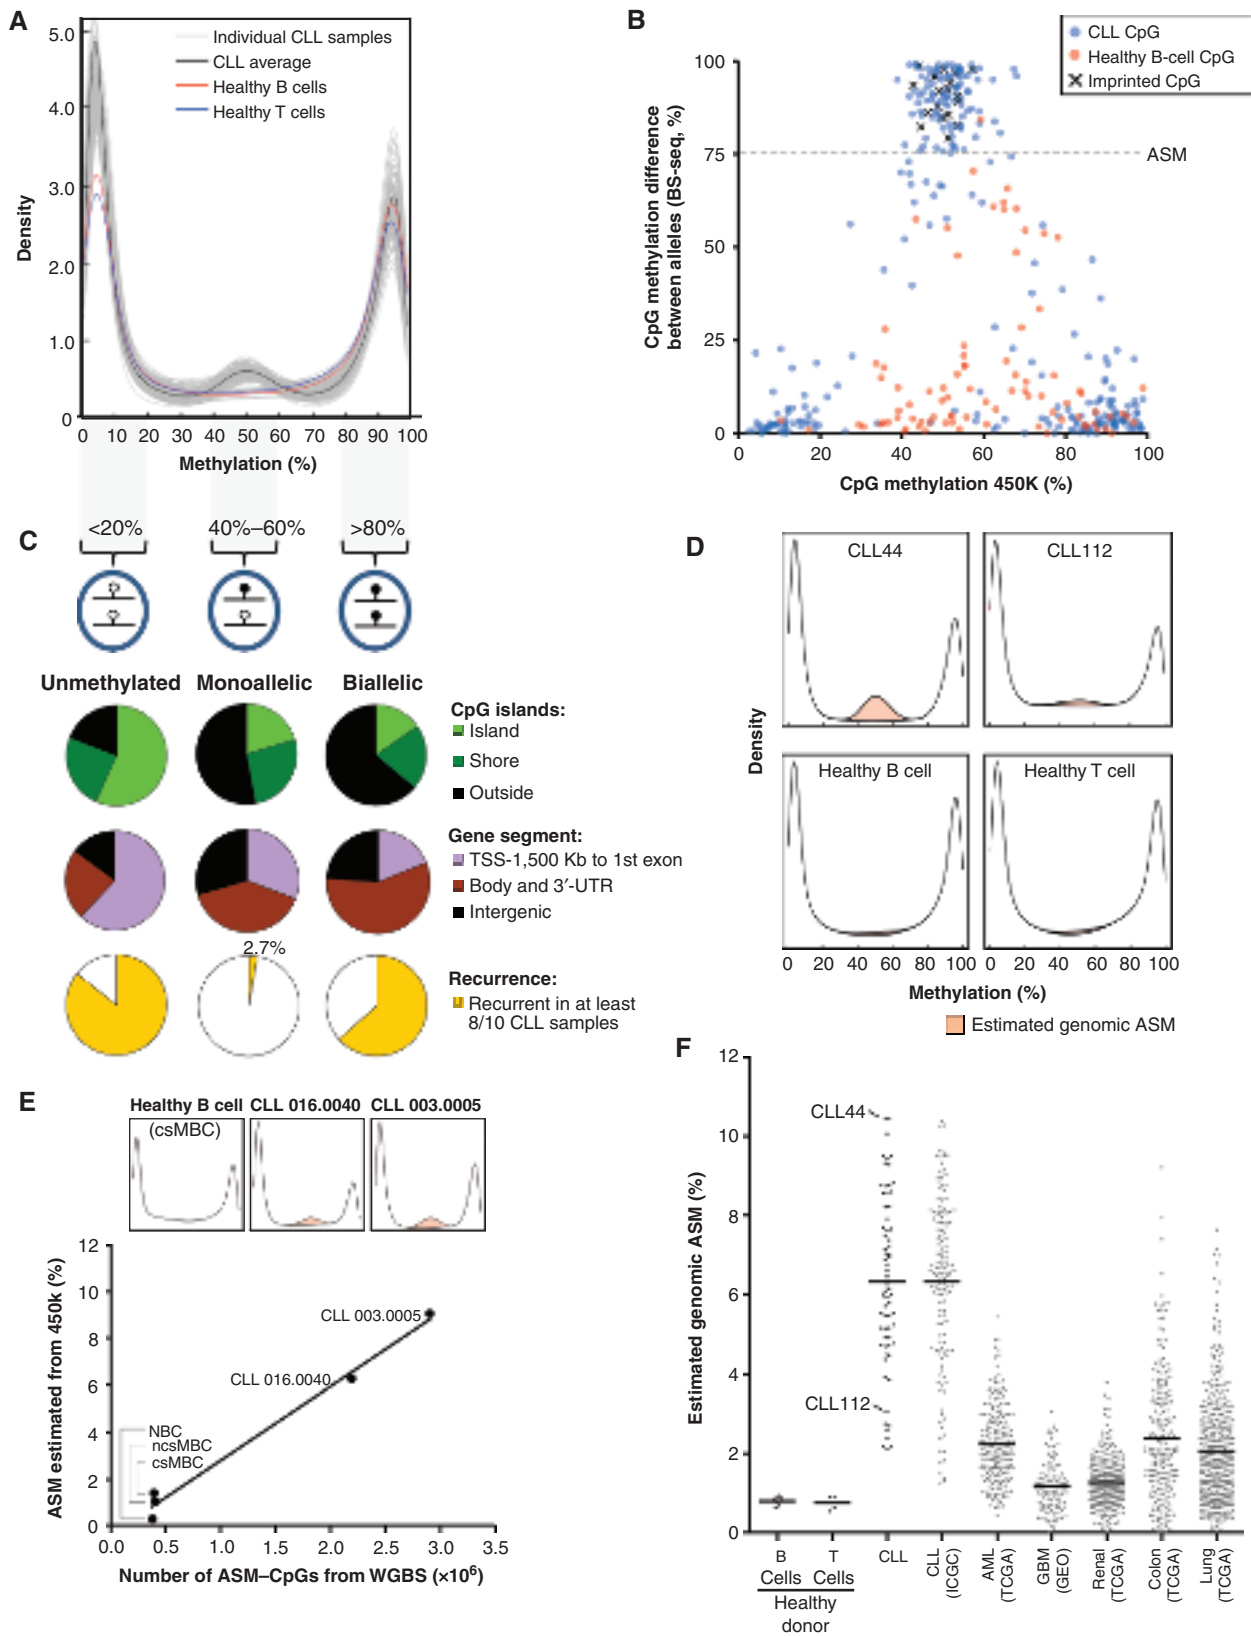 A
5.0
4.0
3.0
2.0
1.0
0
Density
Individual CLL samples
CLL average
Healthy B cells
Healthy T cells
0 10 20 30 40 50 60 70 80 90 100
Methylation (%)
B
CLL CpG
Healthy B-cell CpG
Imprinted CpG
100
75
50
25
0
CpG methylation difference
between alleles (BS-seq, %)
ASM
0 20 40 60 80 100
CpG methylation 450K (%)
C
<20%
40%–60%
>80%
Unmethylated
Monoallelic
Biallelic
CpG islands:
Island
Shore
Outside
Gene segment:
TSS-1,500 Kb to 1st exon
Body and 3′-UTR
Intergenic
2.7%
Recurrence:
Recurrent in at least
8/10 CLL samples
D
CLL44
CLL112
Healthy B cell
Healthy T cell
Density
0 20 40 60 80 100
0 20 40 60 80 100
Methylation (%)
Estimated genomic ASM
E
Healthy B cell
(csMBC)
CLL 016.0040
CLL 003.0005
12
10
8
6
4
2
0
ASM estimated from 450k (%)
CLL 003.0005
CLL 016.0040
NBC
ncsMBC
csMBC
0.0 0.5 1.0 1.5 2.0 2.5 3.0 3.5
Number of ASM–CpGs from WGBS (×10⁶)
F
12
10
8
6
4
2
0
Estimated genomic ASM (%)
CLL44
CLL112
B
Cells
T
Cells
Healthy
donor
CLL
CLL
(ICGC)
AML
(TCGA)
GBM
(GEO)
Renal
(TCGA)
Colon
(TCGA)
Lung
(TCGA)